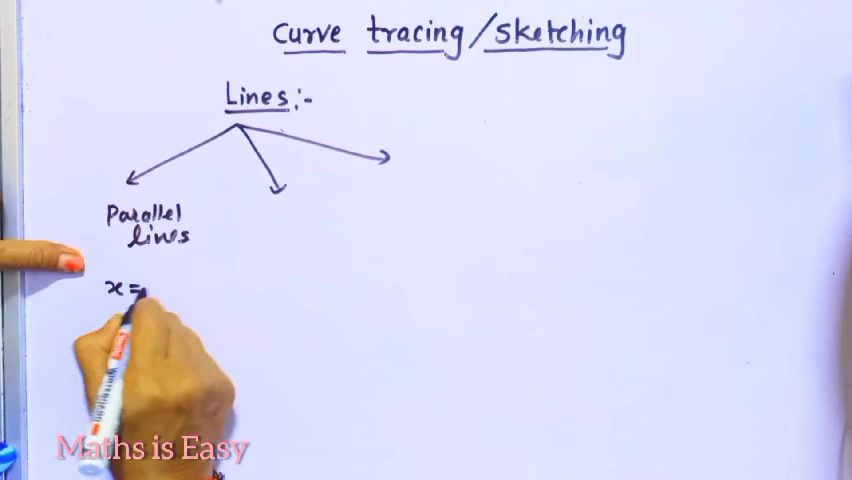 Curve tracing/sketching
Lines:-
Parallel
lines
x=
Maths is Easy